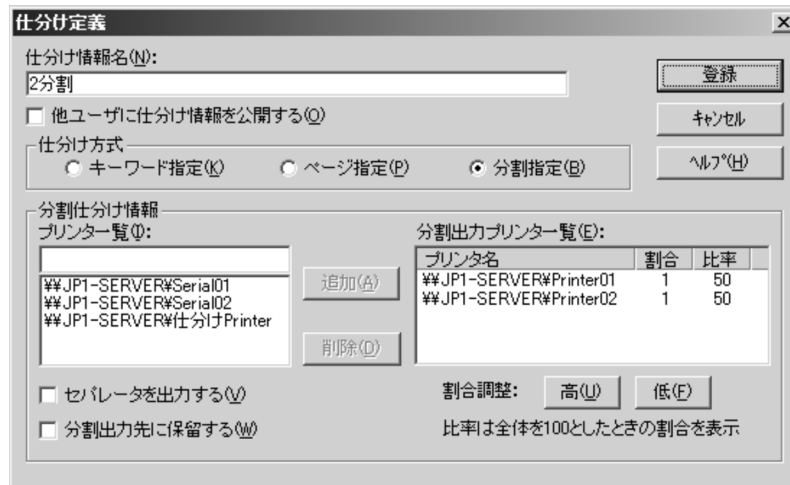 仕分け定義
仕分け情報名(N):
2分割
登録
他ユーザに仕分け情報を公開する(O)
キャンセル
仕分け方式
キーワード指定(K) ページ指定(P) 分割指定(B)
ヘルプ(H)
分割仕分け情報
プリンター覧(I):
分割出力プリンター覧(E):
プリンタ名 割合 比率
¥¥JP1-SERVER¥Serial01
¥¥JP1-SERVER¥Serial02
¥¥JP1-SERVER¥仕分けPrinter
追加(A)
削除(D)
¥¥JP1-SERVER¥Printer01 1 50
¥¥JP1-SERVER¥Printer02 1 50
セパレータを出力する(V)
分割出力先に保留する(W)
割合調整: 高(U) 低(F)
比率は全体を100としたときの割合を表示